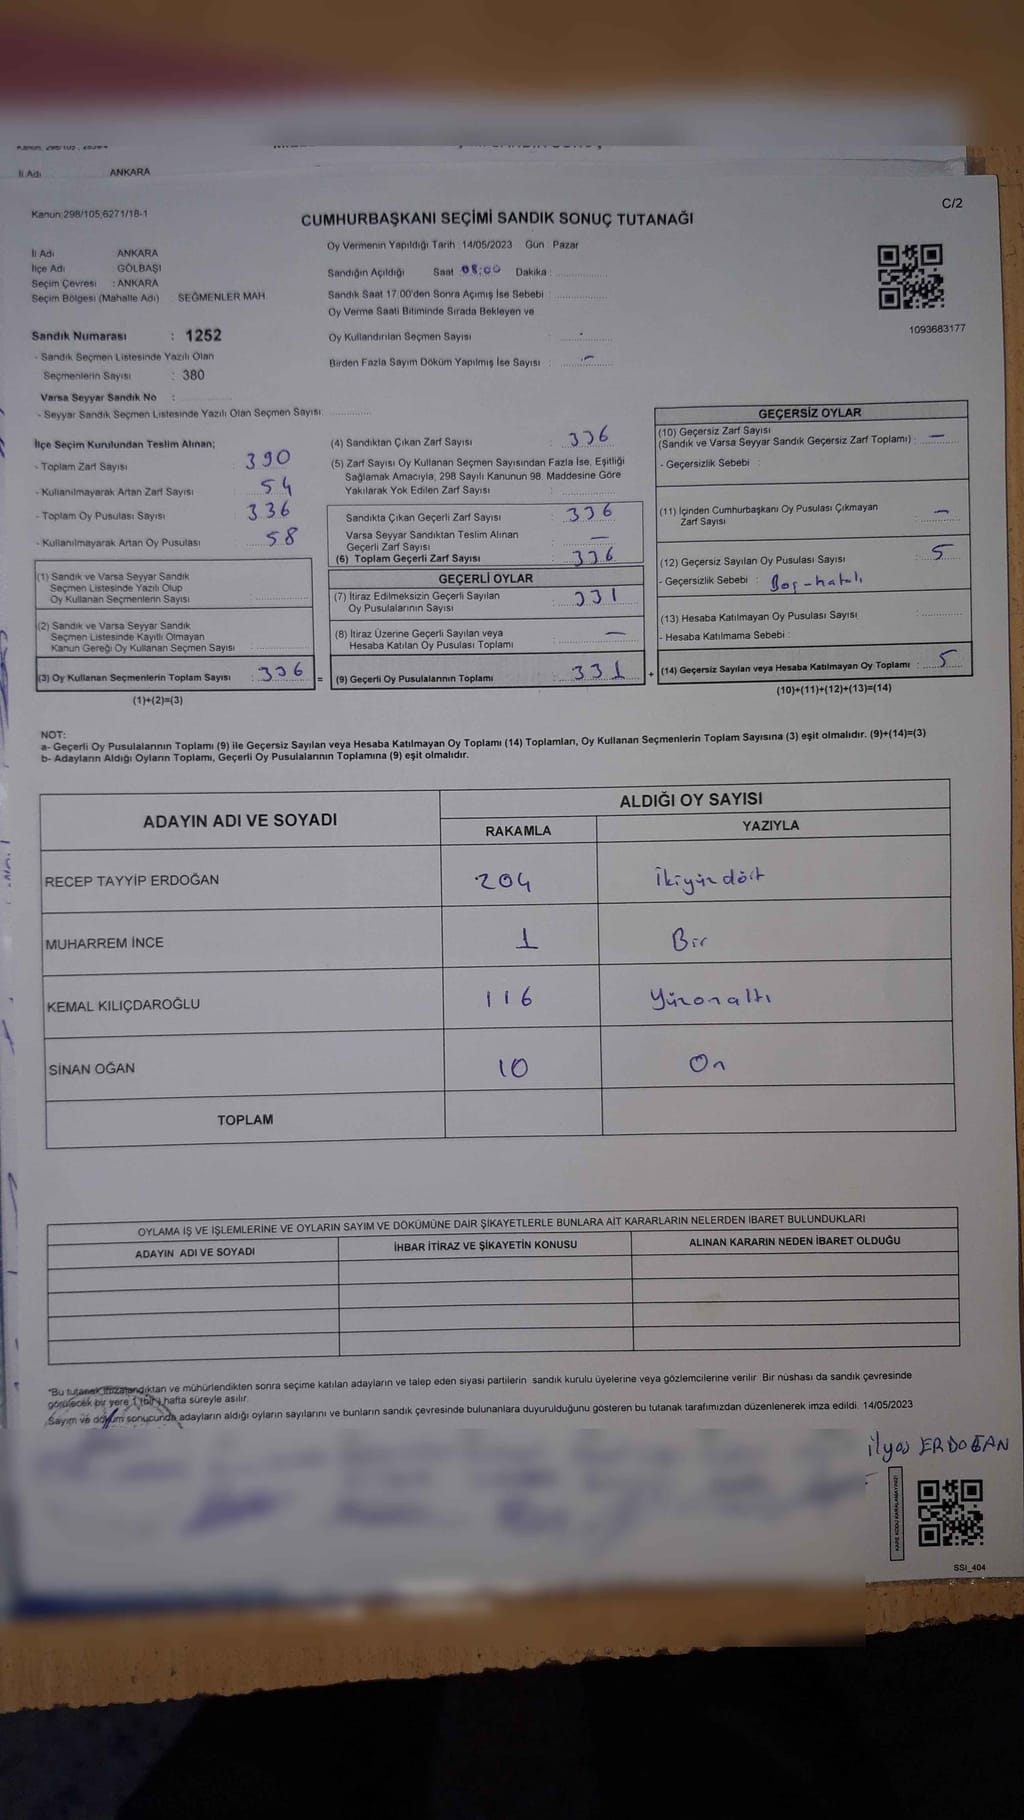 İl Adı ANKARA
Kanun:298/105,6271/18-1
C/2
CUMHURBAŞKANI SEÇİMİ SANDIK SONUÇ TUTANAĞI
İl Adı ANKARA
İlçe Adı GÖLBAŞI
Seçim Çevresi : ANKARA
Seçim Bölgesi (Mahalle Adı) SEĞMENLER MAH.
Oy Vermenin Yapıldığı Tarih : 14/05/2023 Gün : Pazar
Sandığın Açıldığı Saat 08:00 Dakika :
Sandık Saat 17.00'den Sonra Açımış İse Sebebi :
Oy Verme Saati Bitiminde Sırada Bekleyen ve
Oy Kullandırılan Seçmen Sayısı :
Birden Fazla Sayım Döküm Yapılmış İse Sayısı : -
1093683177
Sandık Numarası : 1252
- Sandık Seçmen Listesinde Yazılı Olan
Seçmenlerin Sayısı : 380
Varsa Seyyar Sandık No :
- Seyyar Sandık Seçmen Listesinde Yazılı Olan Seçmen Sayısı:
İlçe Seçim Kurulundan Teslim Alınan;
- Toplam Zarf Sayısı 390
- Kullanılmayarak Artan Zarf Sayısı 54
- Toplam Oy Pusulası Sayısı : 336
- Kullanılmayarak Artan Oy Pusulası : 58
(1) Sandık ve Varsa Seyyar Sandık
Seçmen Listesinde Yazılı Olup
Oy Kullanan Seçmenlerin Sayısı :
(2) Sandık ve Varsa Seyyar Sandık
Seçmen Listesinde Kayıtlı Olmayan
Kanun Gereği Oy Kullanan Seçmen Sayısı :
(3) Oy Kullanan Seçmenlerin Toplam Sayısı : 336 =
(1)+(2)=(3)
(4) Sandıktan Çıkan Zarf Sayısı : 336
(5) Zarf Sayısı Oy Kullanan Seçmen Sayısından Fazla İse, Eşitliği
Sağlamak Amacıyla, 298 Sayılı Kanunun 98. Maddesine Göre
Yakılarak Yok Edilen Zarf Sayısı :
Sandıkta Çıkan Geçerli Zarf Sayısı : 336
Varsa Seyyar Sandıktan Teslim Alınan
Geçerli Zarf Sayısı : -
(6) Toplam Geçerli Zarf Sayısı : 336
GEÇERLİ OYLAR
(7) İtiraz Edilmeksizin Geçerli Sayılan
Oy Pusulalarının Sayısı : 331
(8) İtiraz Üzerine Geçerli Sayılan veya
Hesaba Katılan Oy Pusulası Toplamı : -
(9) Geçerli Oy Pusulalarının Toplamı : 331 +
GEÇERSİZ OYLAR
(10) Geçersiz Zarf Sayısı
(Sandık ve Varsa Seyyar Sandık Geçersiz Zarf Toplamı) : -
- Geçersizlik Sebebi :
(11) İçinden Cumhurbaşkanı Oy Pusulası Çıkmayan
Zarf Sayısı : -
(12) Geçersiz Sayılan Oy Pusulası Sayısı : 5
- Geçersizlik Sebebi : Boş-hatalı
(13) Hesaba Katılmayan Oy Pusulası Sayısı :
- Hesaba Katılmama Sebebi :
(14) Geçersiz Sayılan veya Hesaba Katılmayan Oy Toplamı : 5
(10)+(11)+(12)+(13)=(14)
NOT:
a- Geçerli Oy Pusulalarının Toplamı (9) ile Geçersiz Sayılan veya Hesaba Katılmayan Oy Toplamı (14) Toplamları, Oy Kullanan Seçmenlerin Toplam Sayısına (3) eşit olmalıdır. (9)+(14)=(3)
b- Adayların Aldığı Oyların Toplamı, Geçerli Oy Pusulalarının Toplamına (9) eşit olmalıdır.
ADAYIN ADI VE SOYADI ALDIĞI OY SAYISI
RAKAMLA YAZIYLA
RECEP TAYYİP ERDOĞAN 204 İkiyüzdört
MUHARREM İNCE 1 Bir
KEMAL KILIÇDAROĞLU 116 Yüzonaltı
SİNAN OĞAN 10 On
TOPLAM
OYLAMA İŞ VE İŞLEMLERİNE VE OYLARIN SAYIM VE DÖKÜMÜNE DAİR ŞİKAYETLERLE BUNLARA AİT KARARLARIN NELERDEN İBARET BULUNDUKLARI
ADAYIN ADI VE SOYADI İHBAR İTİRAZ VE ŞİKAYETİN KONUSU ALINAN KARARIN NEDEN İBARET OLDUĞU
"Bu tutanak imzalandıktan ve mühürlendikten sonra seçime katılan adayların ve talep eden siyasi partilerin sandık kurulu üyelerine veya gözlemcilerine verilir. Bir nüshası da sandık çevresinde
görülecek bir yere 1 (bir) hafta süreyle asılır.
Sayım ve döküm sonucunda adayların aldığı oyların sayılarını ve bunların sandık çevresinde bulunanlara duyurulduğunu gösteren bu tutanak tarafımızdan düzenlenerek imza edildi. 14/05/2023
İlyas ERDOĞAN
SSI_404